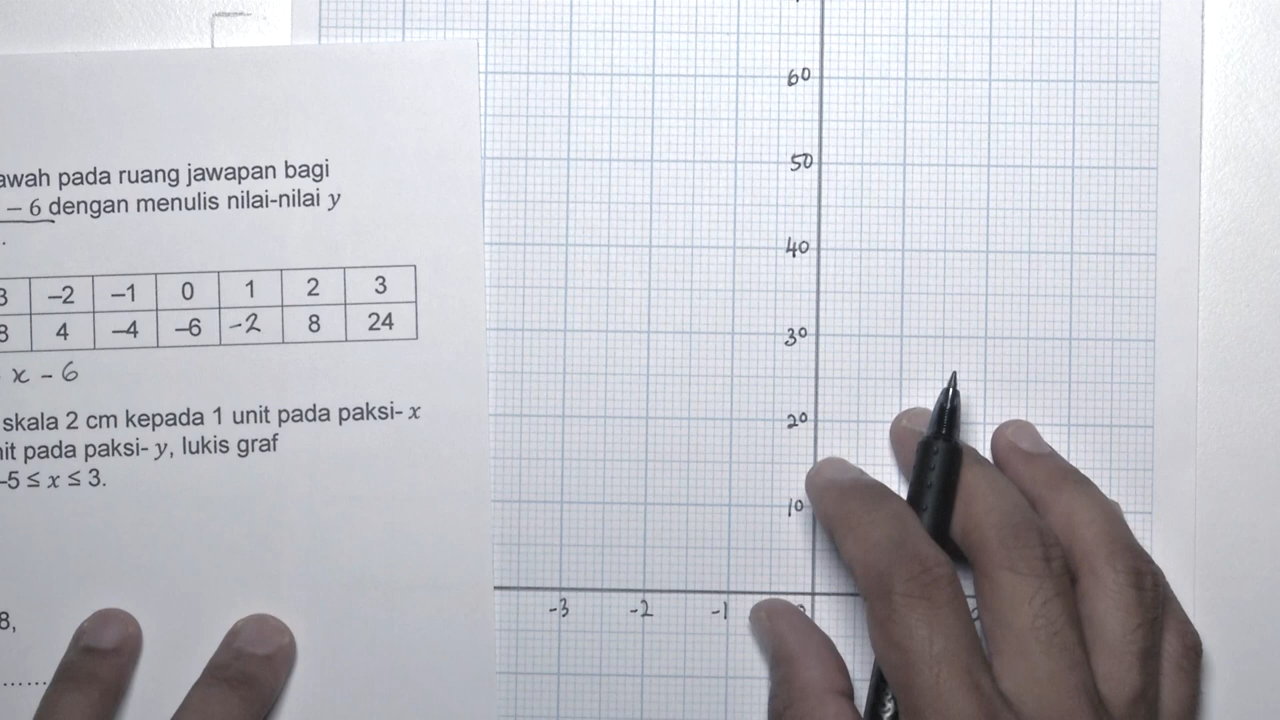 awah pada ruang jawapan bagi
– 6 dengan menulis nilai-nilai y
.
3 –2 –1 0 1 2 3
8 4 –4 –6 -2 8 24
x - 6
skala 2 cm kepada 1 unit pada paksi- x
nit pada paksi- y, lukis graf
-5 ≤ x ≤ 3.
8,
......
60
50
40
30
20
10
-3 -2 -1